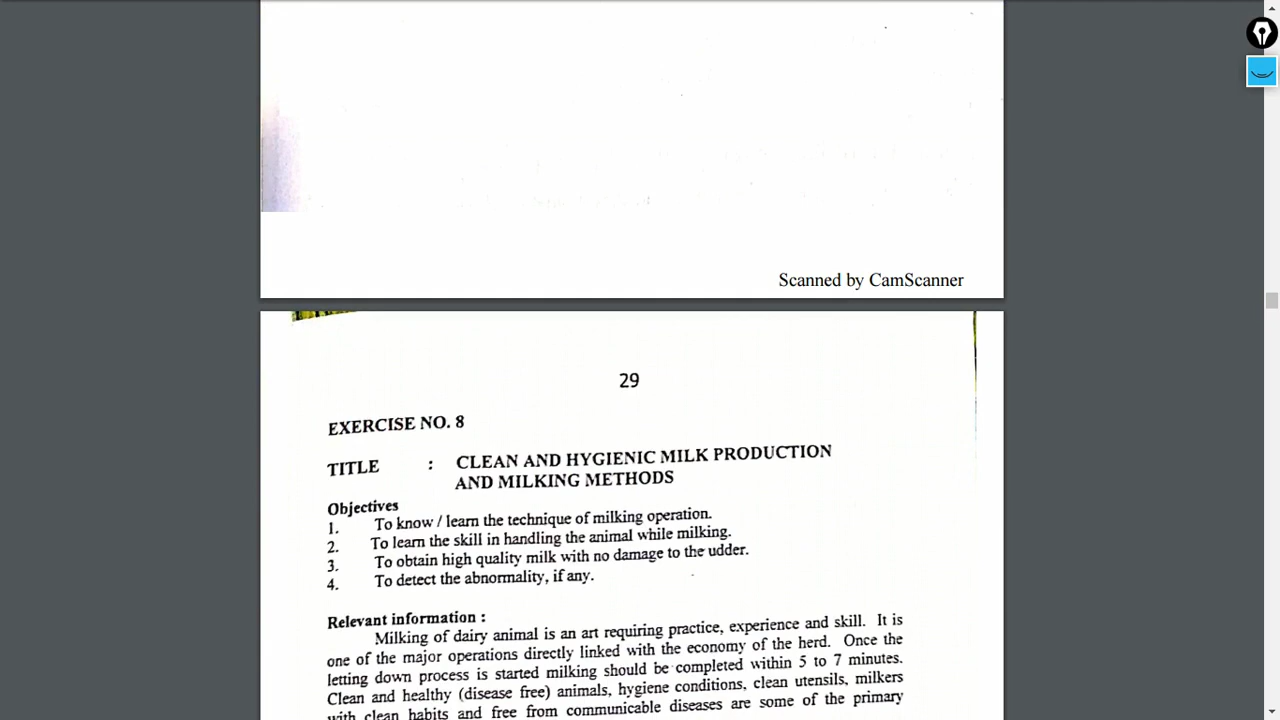 Scanned by CamScanner
29
EXERCISE NO. 8
TITLE : CLEAN AND HYGIENIC MILK PRODUCTION
AND MILKING METHODS
Objectives
1. To know / learn the technique of milking operation.
2. To learn the skill in handling the animal while milking.
3. To obtain high quality milk with no damage to the udder.
4. To detect the abnormality, if any.
Relevant information :
Milking of dairy animal is an art requiring practice, experience and skill. It is
one of the major operations directly linked with the economy of the herd. Once the
letting down process is started milking should be completed within 5 to 7 minutes.
Clean and healthy (disease free) animals, hygiene conditions, clean utensils, milkers
with clean habits and free from communicable diseases are some of the primary